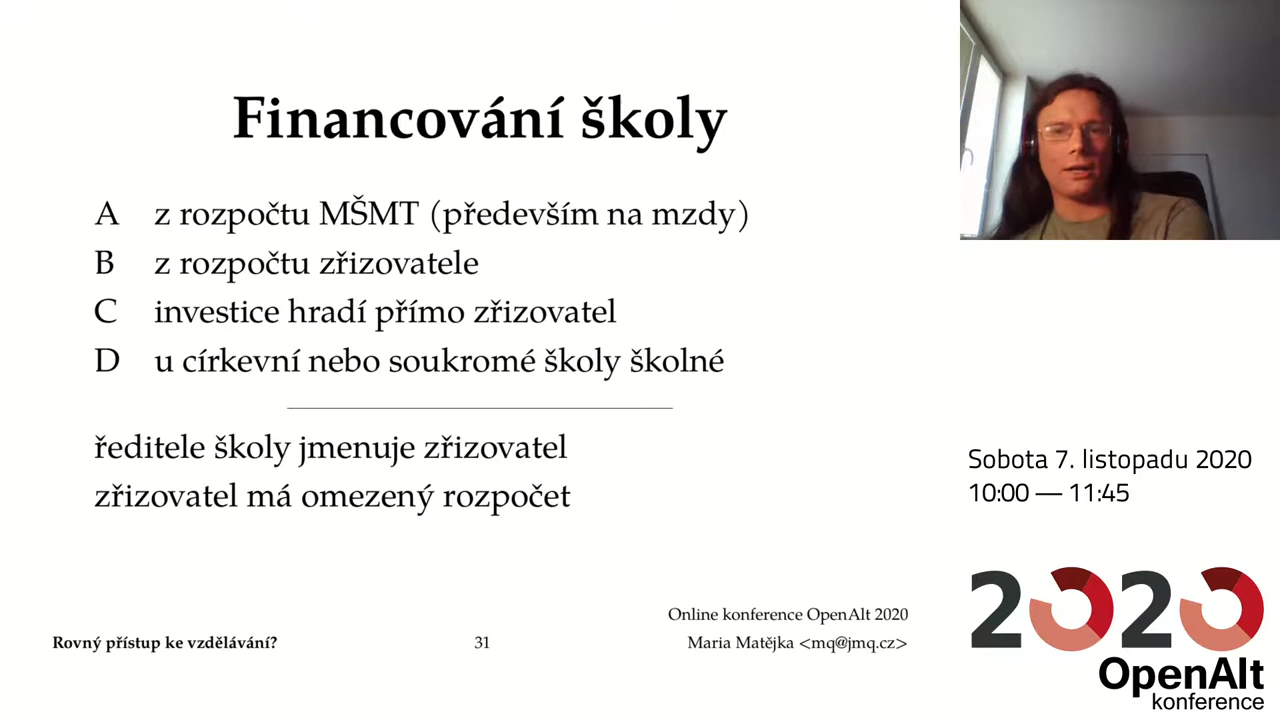 Financování školy
A z rozpočtu MŠMT (především na mzdy)
B z rozpočtu zřizovatele
C investice hradí přímo zřizovatel
D u církevní nebo soukromé školy školné
ředitele školy jmenuje zřizovatel
zřizovatel má omezený rozpočet
Online konference OpenAlt 2020
Rovný přístup ke vzdělávání? 31 Maria Matějka <mq@jmq.cz>
Sobota 7. listopadu 2020
10:00 — 11:45
2020
OpenAlt
konference